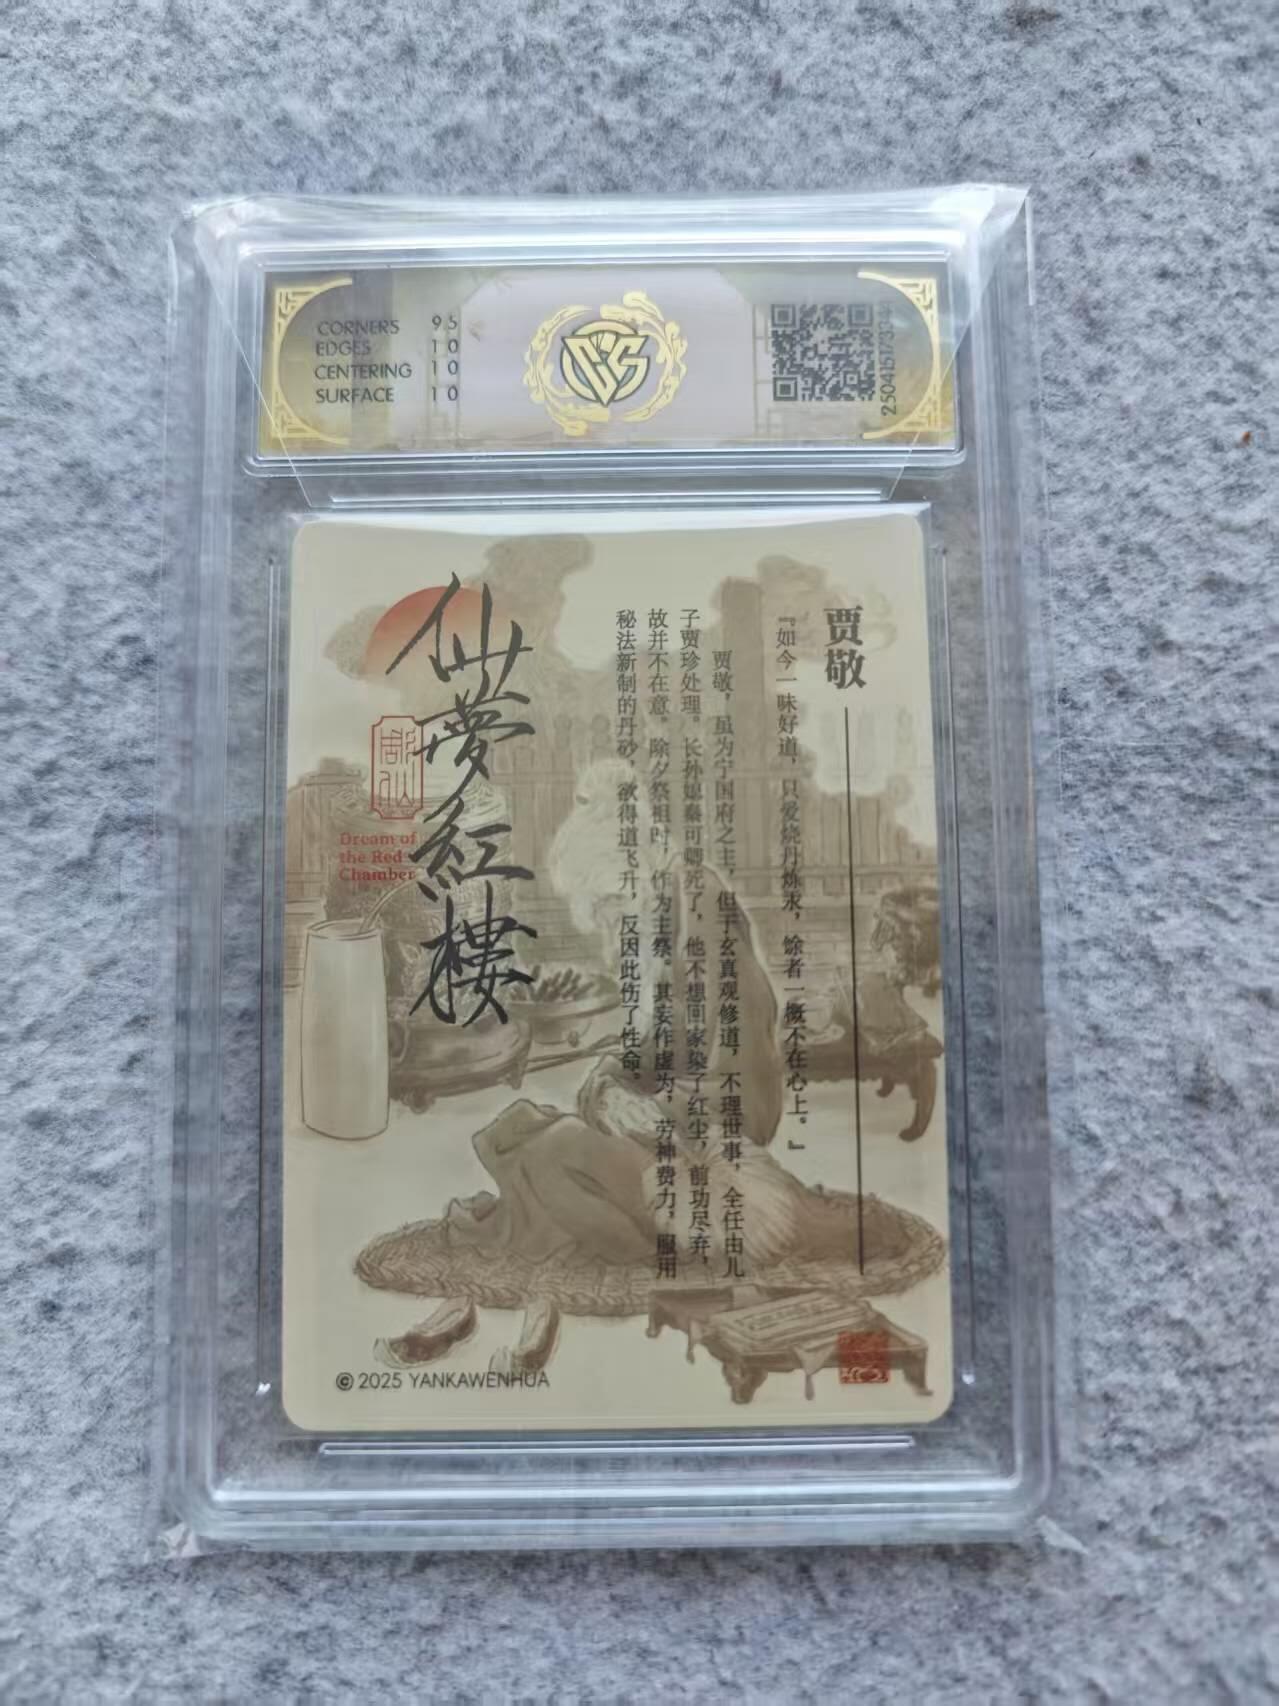 CORNERS 9.5
EDGES 10
CENTERING 10
SURFACE 10
CCS
仙夢紅樓
Dream of
the Red
Chamber
贾敬
『如今一味好道，只爱烧丹炼汞，馀者一概不在心上。』
贾敬，虽为宁国府之主，但于玄真观修道，不理世事，全任由儿
子贾珍处理。长孙媳秦可卿死了，他不想回家染了红尘，前功尽弃，
故并不在意。除夕祭祖时，作为主祭。其妄作虚为，劳神费力，服用
秘法新制的丹砂，欲得道飞升，反因此伤了性命。
© 2025 YANKAWENHUA